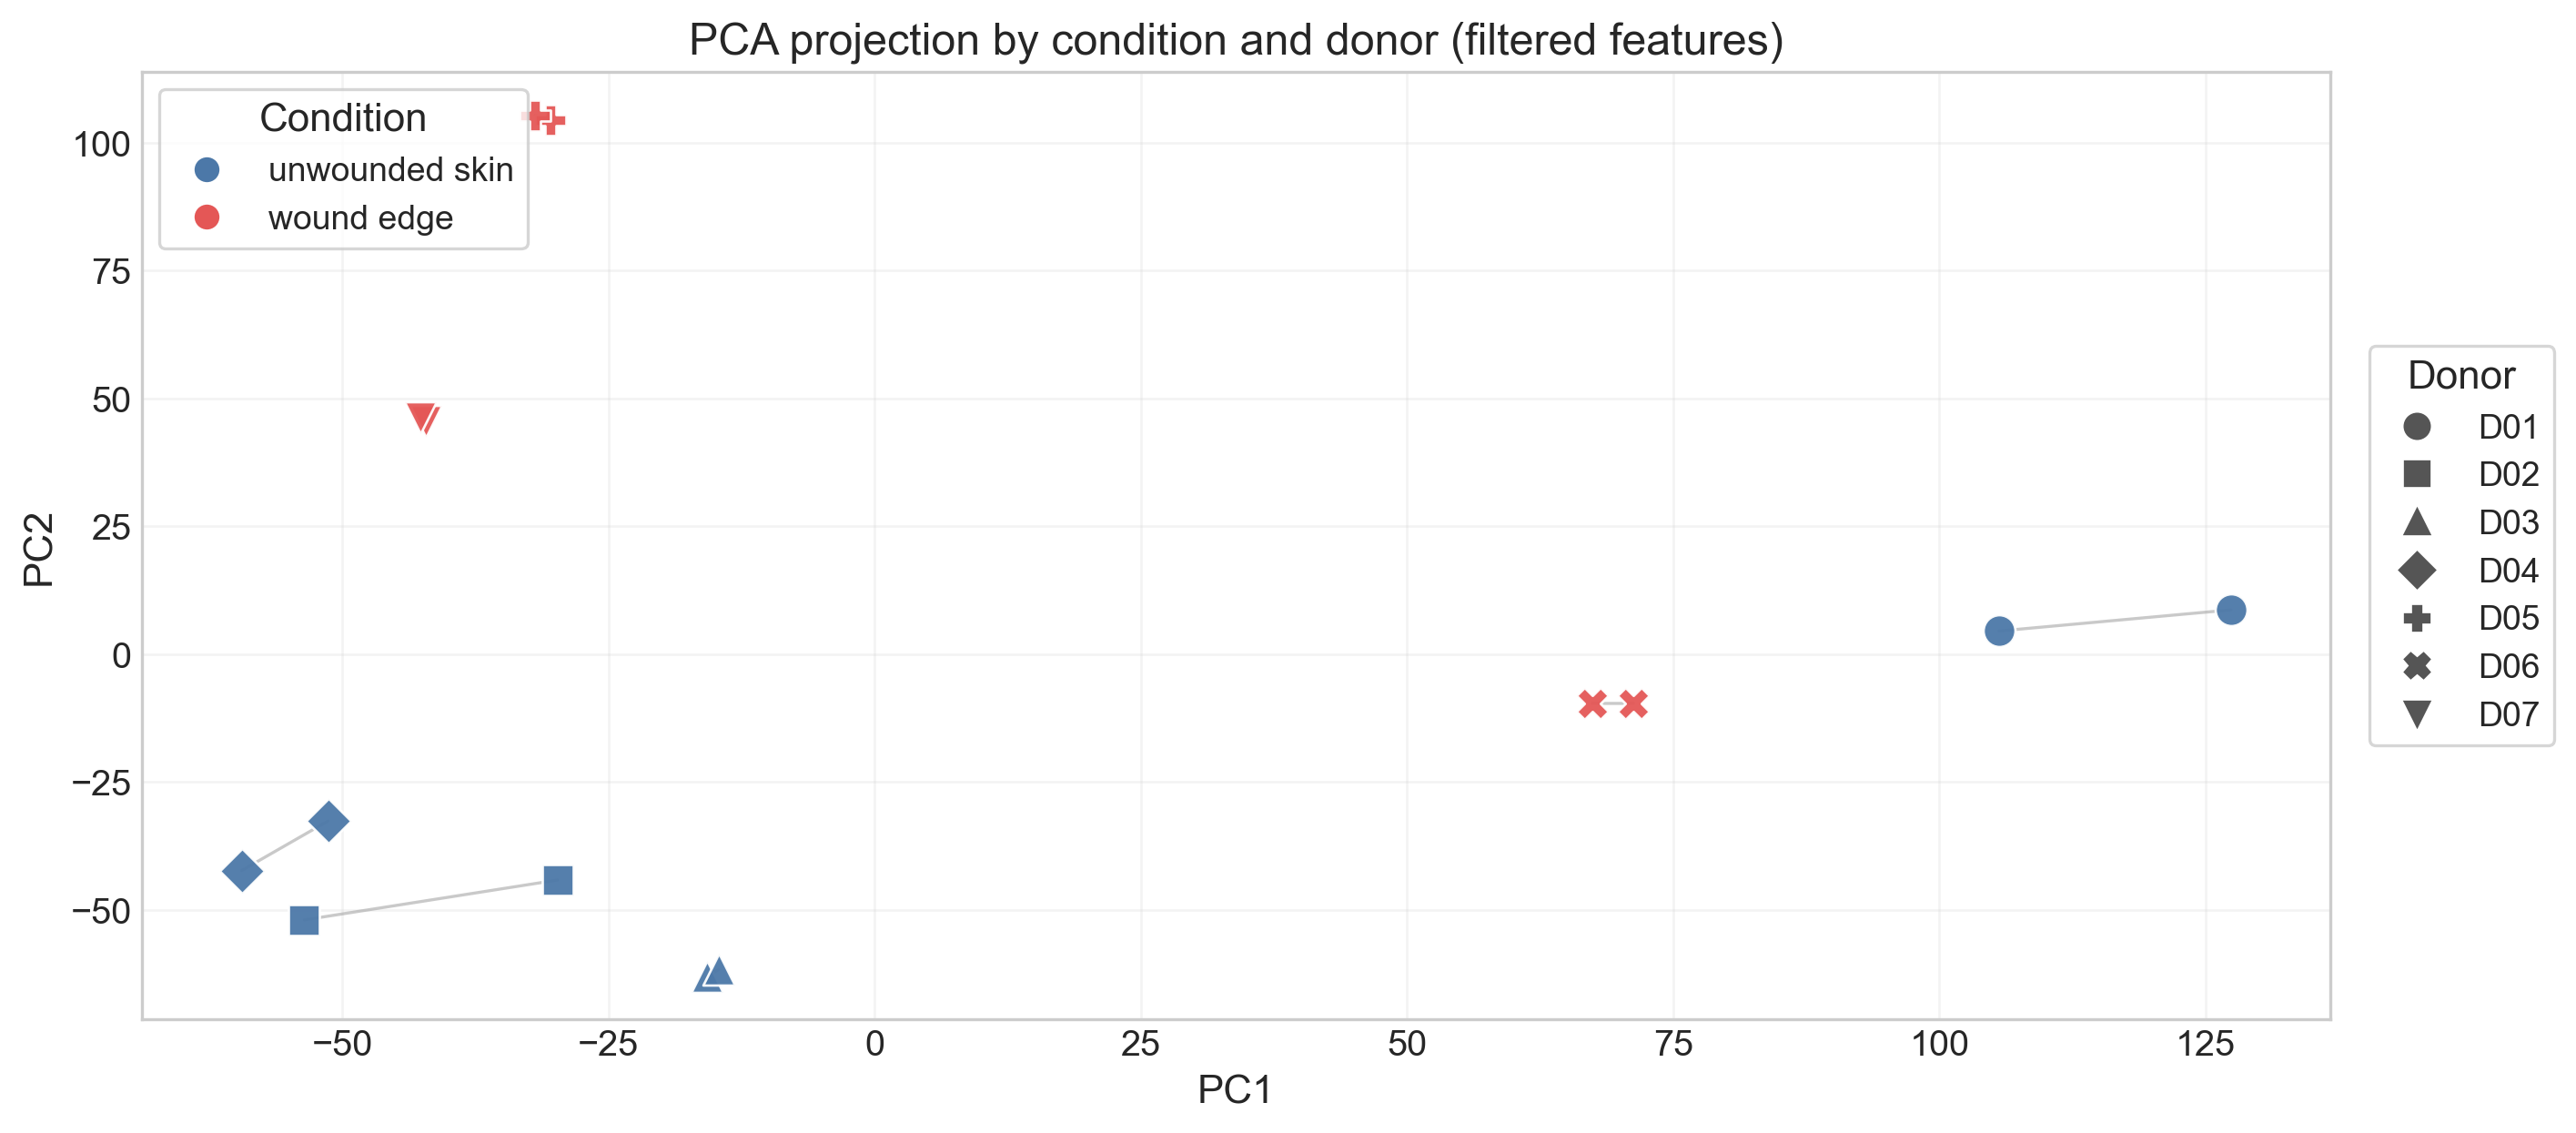 PCA projection by condition and donor (filtered features)
Condition
unwounded skin
wound edge
100
75
50
25
0
−25
−50
PC2
−50
−25
0
25
50
75
100
125
PC1
Donor
D01
D02
D03
D04
D05
D06
D07